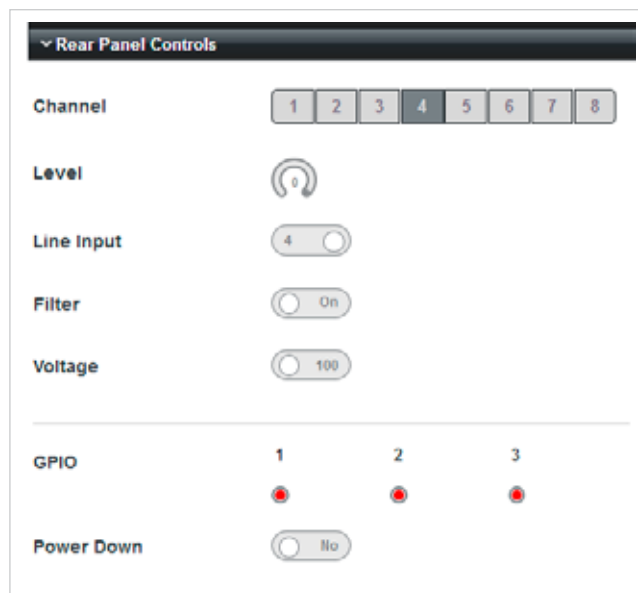 Rear Panel Controls
Channel 1 2 3 4 5 6 7 8
Level 0
Line Input 4
Filter On
Voltage 100
GPIO 1 2 3
Power Down No